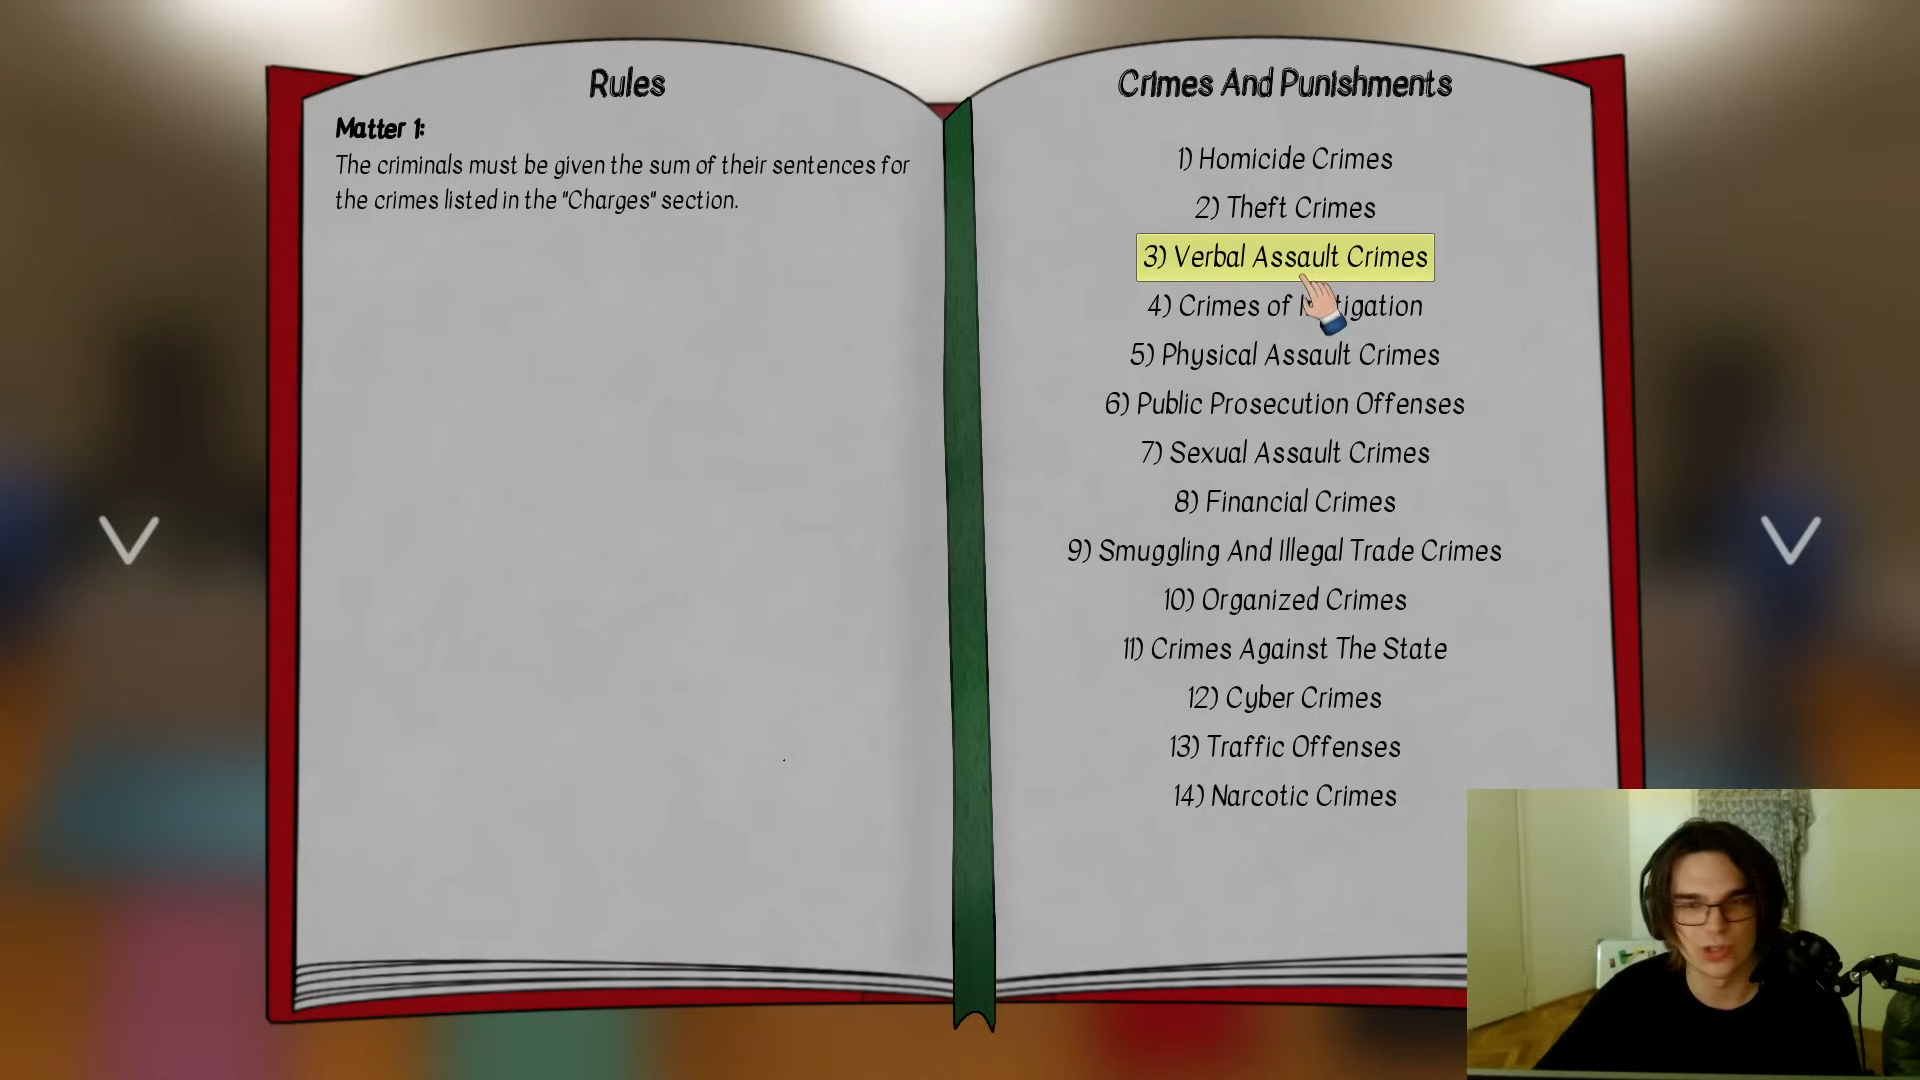 Rules
Matter 1:
The criminals must be given the sum of their sentences for
the crimes listed in the "Charges" section.
Crimes And Punishments
1) Homicide Crimes
2) Theft Crimes
3) Verbal Assault Crimes
4) Crimes of
5) Physical Assault Crimes
6) Public Prosecution Offenses
7) Sexual Assault Crimes
8) Financial Crimes
9) Smuggling And Illegal Trade Crimes
10) Organized Crimes
11) Crimes Against The State
12) Cyber Crimes
13) Traffic Offenses
14) Narcotic Crimes